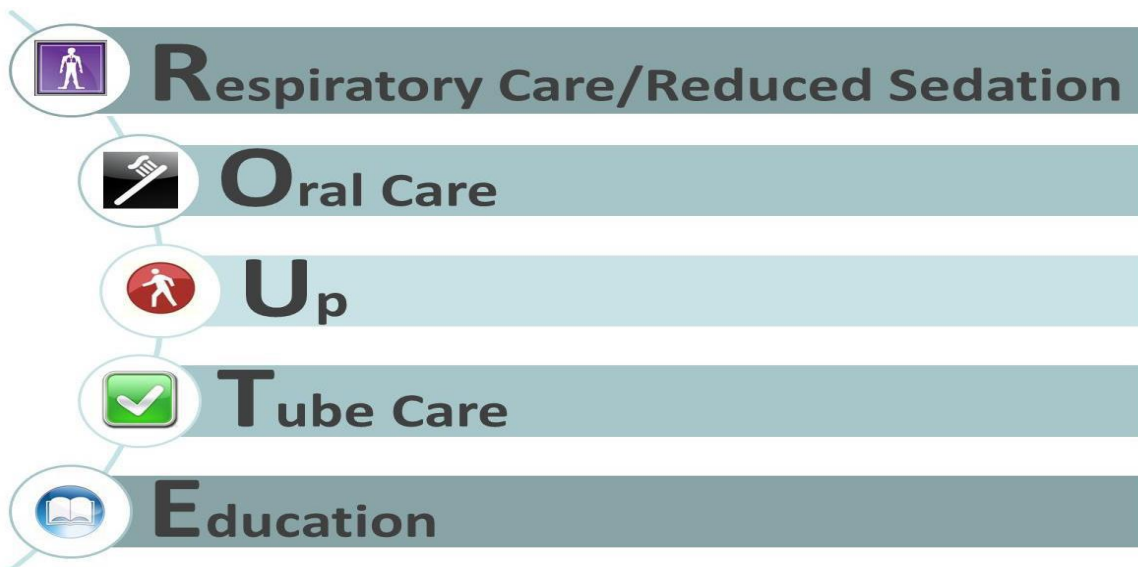 Respiratory Care/Reduced Sedation
Oral Care
Up
Tube Care
Education